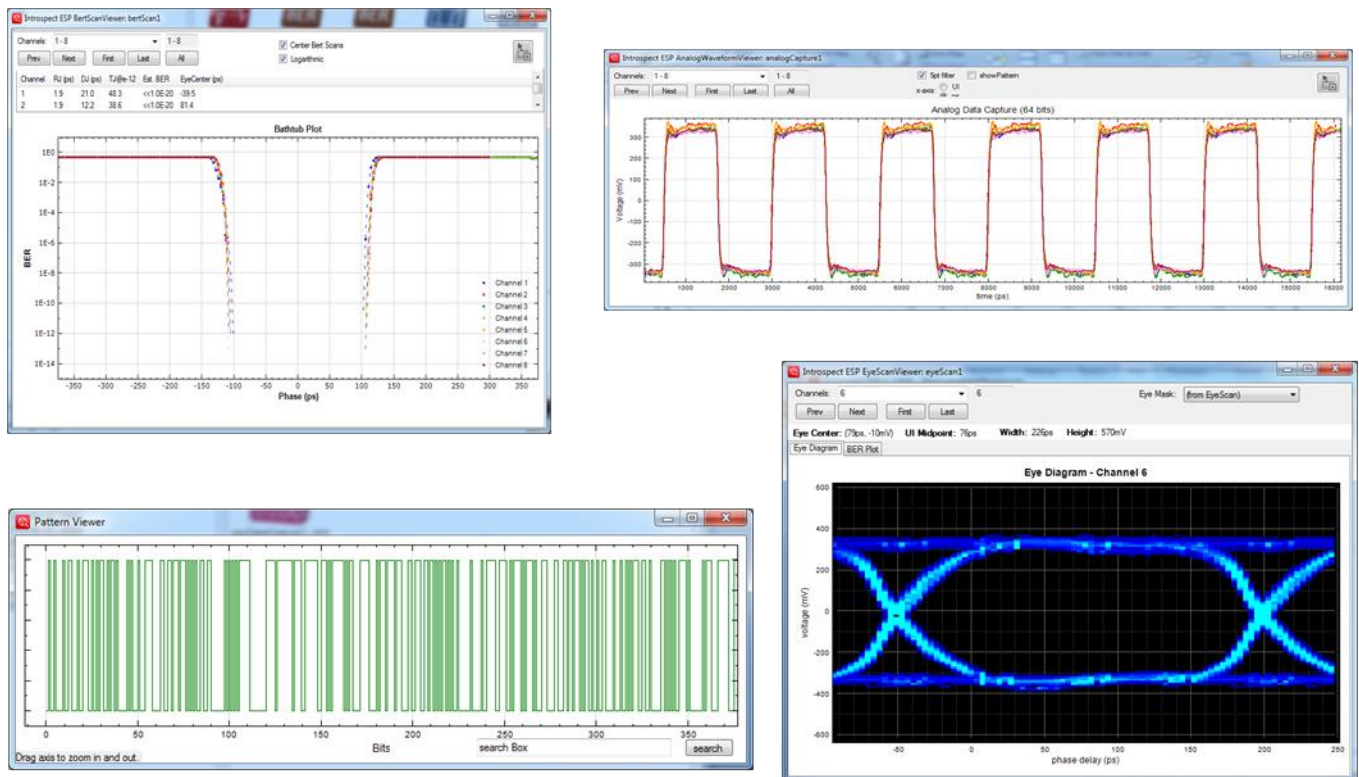 Introspect ESP BertScanViewer: bertScan1
Channels: 1 - 8 1 - 8
Center Bert Scans
Logarithmic
Prev Next First Last All
Channel RJ (ps) DJ (ps) TJ@e-12 Est. BER EyeCenter (ps)
1 1.9 21.0 48.3 <<1.0E-20 -39.5
2 1.9 12.2 38.6 <<1.0E-20 81.4
Bathtub Plot
1E0
1E-2
1E-4
1E-6
1E-8
1E-10
1E-12
1E-14
BER
Channel 1
Channel 2
Channel 3
Channel 4
Channel 5
Channel 6
Channel 7
Channel 8
-350 -300 -250 -200 -150 -100 -50 0 50 100 150 200 250 300 350
Phase (ps)
Introspect ESP AnalogWaveformViewer: analogCapture1
Channels: 1 - 8 1 - 8
5pt filter showPattern
x-axis: UI
Prev Next First Last All
Analog Data Capture (64 bits)
300
200
100
0
-100
-200
-300
Voltage (mV)
1000 2000 3000 4000 5000 6000 7000 8000 9000 10000 11000 12000 13000 14000 15000 16000
time (ps)
Pattern Viewer
0 50 100 150 200 250 300 350
Bits
search Box
search
Drag axis to zoom in and out.
Introspect ESP EyeScanViewer: eyeScan1
Channels: 6 6
Eye Mask: (from EyeScan)
Prev Next First Last
Eye Center: (79ps, -10mV) UI Midpoint: 76ps Width: 226ps Height: 570mV
Eye Diagram BER Plot
Eye Diagram - Channel 6
600
400
200
0
-200
-400
-600
voltage (mV)
-50 0 50 100 150 200 250
phase delay (ps)